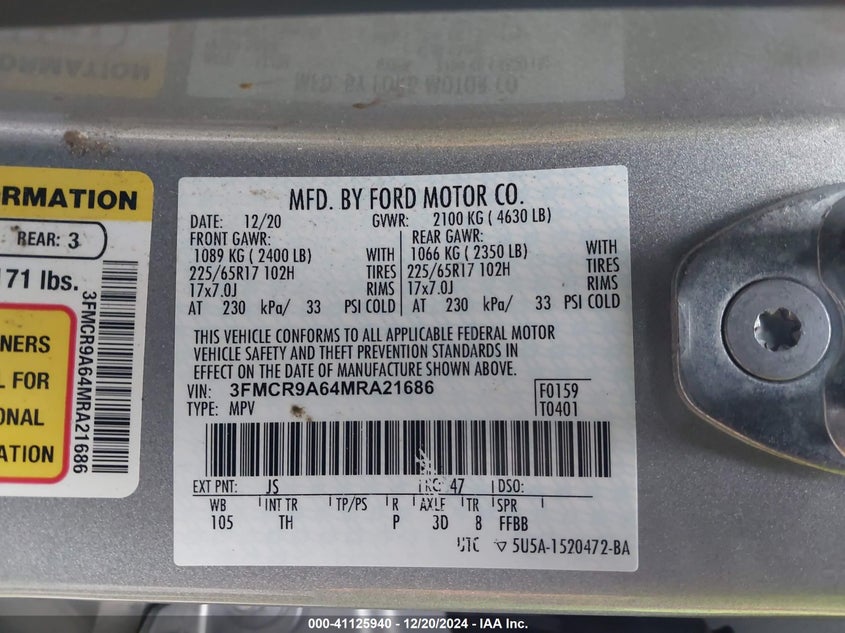 MFD. BY FORD MOTOR CO.
DATE: 12/20 GVWR: 2100 KG ( 4630 LB)
FRONT GAWR: REAR GAWR:
1089 KG ( 2400 LB) WITH 1066 KG ( 2350 LB) WITH
225/65R17 102H TIRES 225/65R17 102H TIRES
17x7.0J RIMS 17x7.0J RIMS
AT 230 kPa/ 33 PSI COLD AT 230 kPa/ 33 PSI COLD
THIS VEHICLE CONFORMS TO ALL APPLICABLE FEDERAL MOTOR
VEHICLE SAFETY AND THEFT PREVENTION STANDARDS IN
EFFECT ON THE DATE OF MANUFACTURE SHOWN ABOVE.
VIN: 3FMCR9A64MRA21686 F0159
TYPE: MPV T0401
EXT PNT: JS RC: 47 DSO:
WB INT TR TP/PS R AXLE TR SPR
105 TH P 3D 8 FFBB
UTC ▽ 5U5A-1520472-BA
ORMATION
REAR: 3
171 lbs.
NERS
L FOR
ONAL
ATION
3FMCR9A64MRA21686
000-41125940 - 12/20/2024 - IAA Inc.